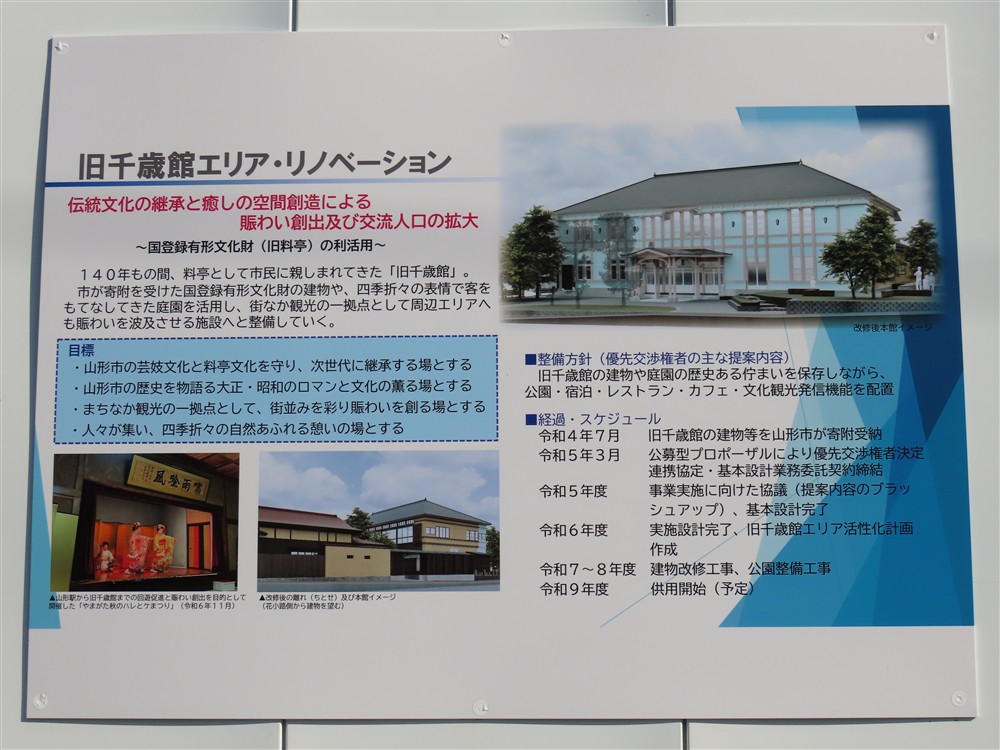 旧千歳館エリア・リノベーション
伝統文化の継承と癒しの空間創造による
賑わい創出及び交流人口の拡大
～国登録有形文化財（旧料亭）の利活用～
１４０年もの間、料亭として市民に親しまれてきた「旧千歳館」。
市が寄附を受けた国登録有形文化財の建物や、四季折々の表情で客を
もてなしてきた庭園を活用し、街なか観光の一拠点として周辺エリアへ
も賑わいを波及させる施設へと整備していく。
目標
・山形市の芸妓文化と料亭文化を守り、次世代に継承する場とする
・山形市の歴史を物語る大正・昭和のロマンと文化の薫る場とする
・まちなか観光の一拠点として、街並みを彩り賑わいを創る場とする
・人々が集い、四季折々の自然あふれる憩いの場とする
▲山形駅から旧千歳館までの回遊促進と賑わい創出を目的として
開催した「やまがた秋のハレとケまつり」（令和６年１１月）
▲改修後の離れ（ちとせ）及び本館イメージ
（花小路側から建物を望む）
改修後本館イメージ
■整備方針（優先交渉権者の主な提案内容）
旧千歳館の建物や庭園の歴史ある佇まいを保存しながら、
公園・宿泊・レストラン・カフェ・文化観光発信機能を配置
■経過・スケジュール
令和４年７月 旧千歳館の建物等を山形市が寄附受納
令和５年３月 公募型プロポーザルにより優先交渉権者決定
連携協定・基本設計業務委託契約締結
令和５年度 事業実施に向けた協議（提案内容のブラッ
シュアップ）、基本設計完了
令和６年度 実施設計完了、旧千歳館エリア活性化計画
作成
令和７～８年度 建物改修工事、公園整備工事
令和９年度 供用開始（予定）